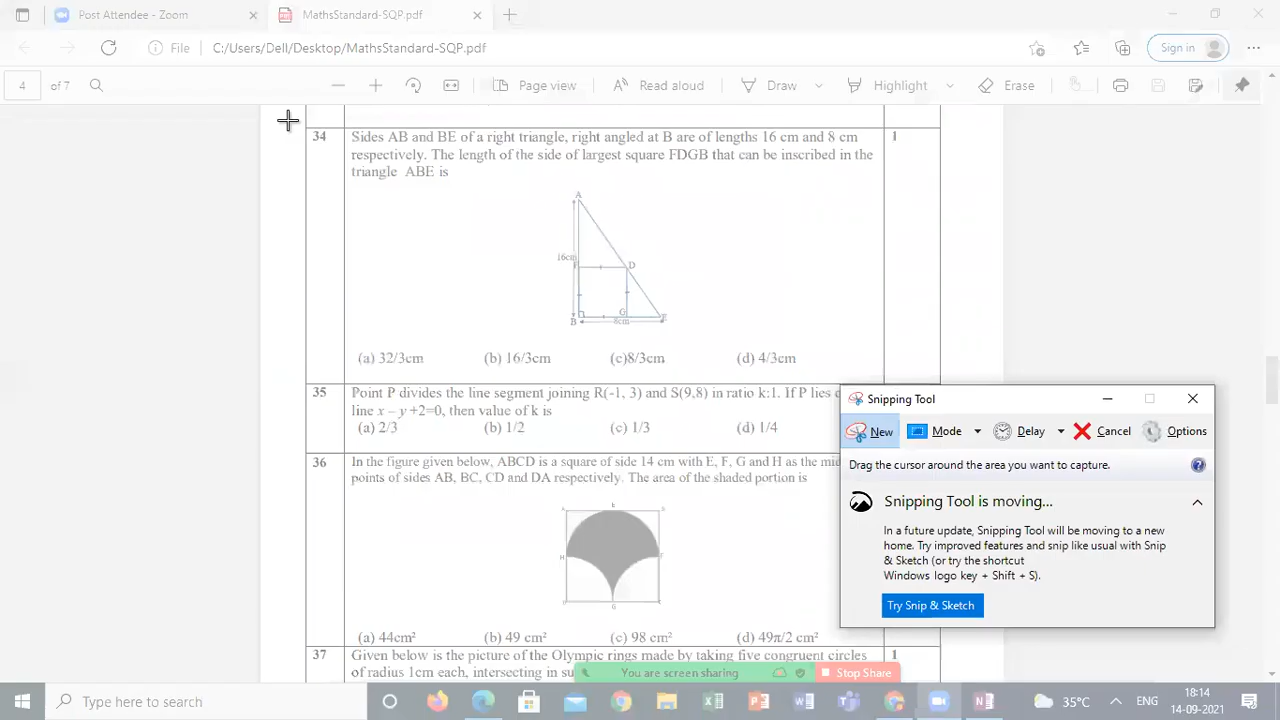 Post Attendee - Zoom
MathsStandard-SQP.pdf
File
C:/Users/Dell/Desktop/MathsStandard-SQP.pdf
Sign in
4
of 7
Page view
Read aloud
Draw
Highlight
Erase
34
Sides AB and BE of a right triangle, right angled at B are of lengths 16 cm and 8 cm
1
respectively. The length of the side of largest square FDGB that can be inscribed in the
triangle ABE is
A
16cm
F
D
B
G
E
8cm
(a) 32/3cm
(b) 16/3cm
(c)8/3cm
(d) 4/3cm
35
Point P divides the line segment joining R(-1, 3) and S(9,8) in ratio k:1. If P lies
line x – y +2=0, then value of k is
(a) 2/3
(b) 1/2
(c) 1/3
(d) 1/4
36
In the figure given below, ABCD is a square of side 14 cm with E, F, G and H as the mid
points of sides AB, BC, CD and DA respectively. The area of the shaded portion is
A
H
F
G
(a) 44cm²
(b) 49 cm²
(c) 98 cm²
(d) 49π/2 cm²
37
Given below is the picture of the Olympic rings made by taking five congruent circles
1
of radius 1cm each, intersecting in
Snipping Tool
New
Mode
Delay
Cancel
Options
Drag the cursor around the area you want to capture.
Snipping Tool is moving...
In a future update, Snipping Tool will be moving to a new
home. Try improved features and snip like usual with Snip
& Sketch (or try the shortcut
Windows logo key + Shift + S).
Try Snip & Sketch
You are screen sharing
Stop Share
Type here to search
35°C
ENG
18:14
14-09-2021